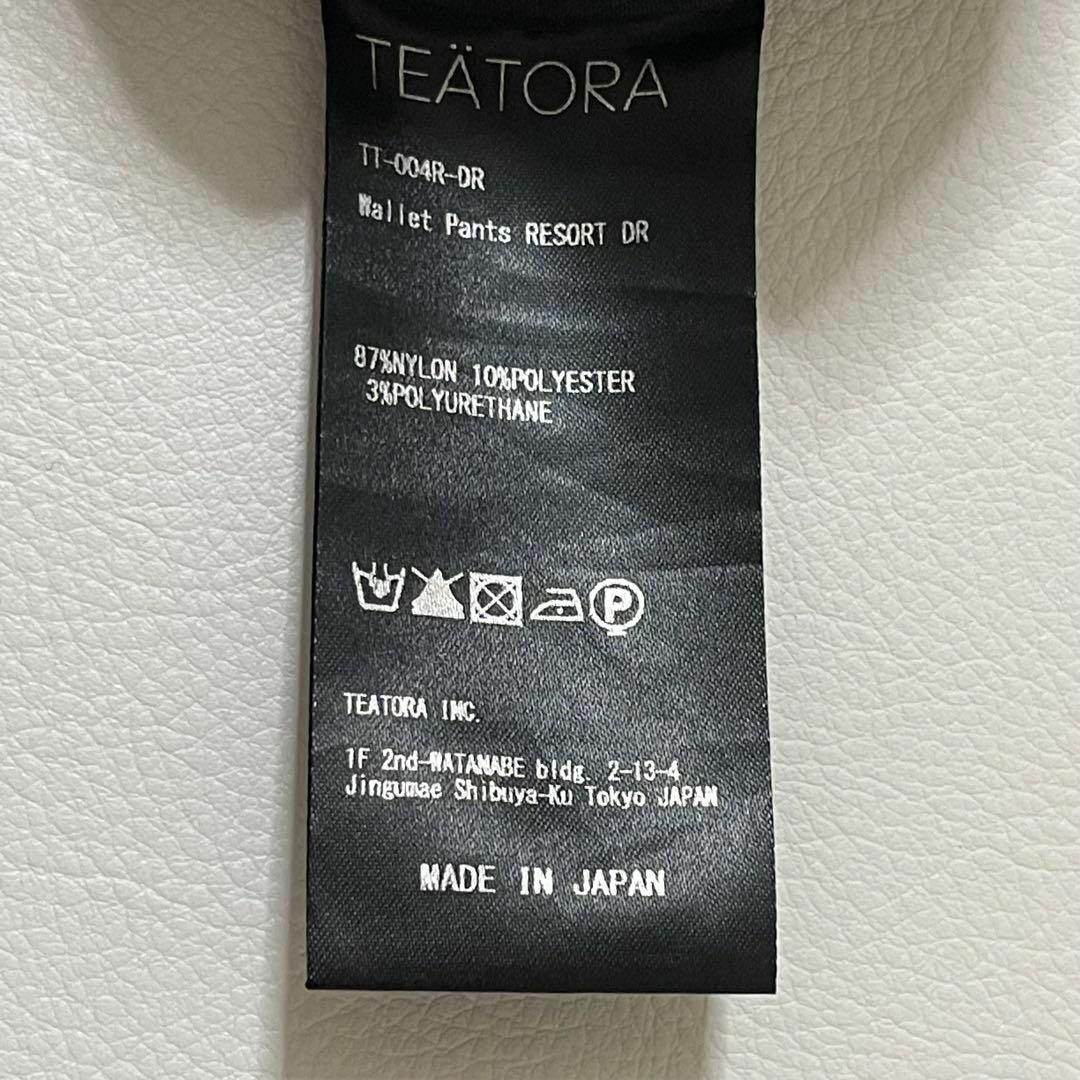 TEÄTORA
TT-004R-DR
Wallet Pants RESORT DR
87%NYLON 10%POLYESTER
3%POLYURETHANE
P
TEATORA INC.
1F 2nd-WATANABE bldg. 2-13-4
Jingumae Shibuya-Ku Tokyo JAPAN
MADE IN JAPAN